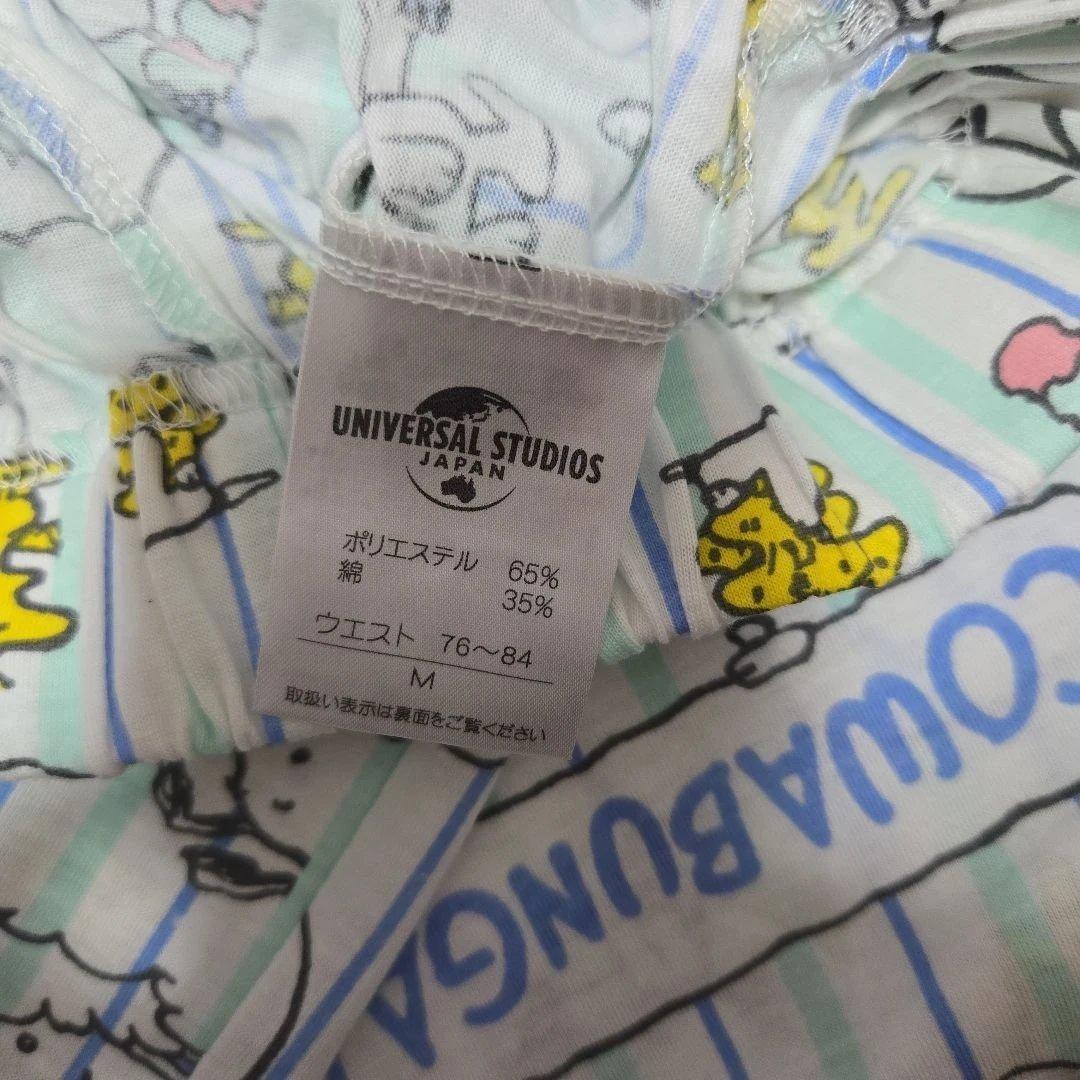 UNIVERSAL STUDIOS
JAPAN
ポリエステル 65%
綿 35%
ウエスト 76～84
M
取扱い表示は裏面をご覧ください
COWABUNGA